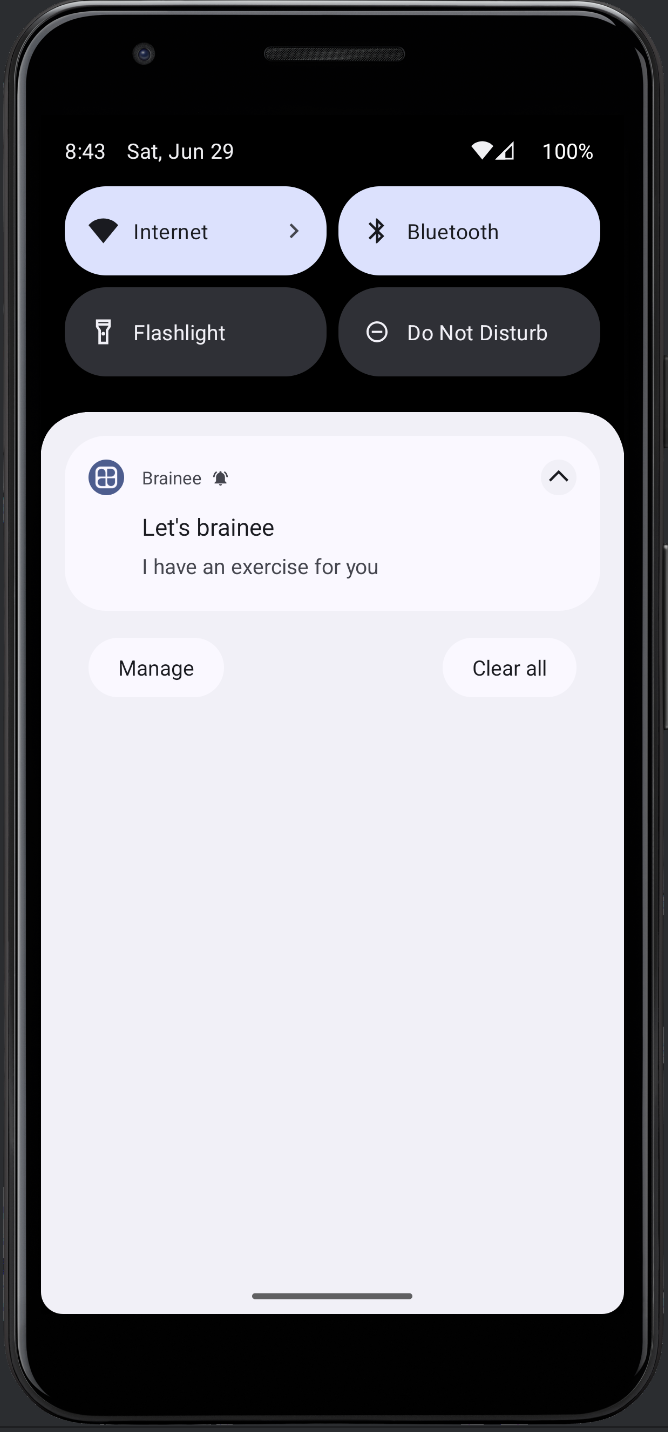 8:43 Sat, Jun 29 100%
Internet Bluetooth
Flashlight Do Not Disturb
Brainee
Let's brainee
I have an exercise for you
Manage Clear all